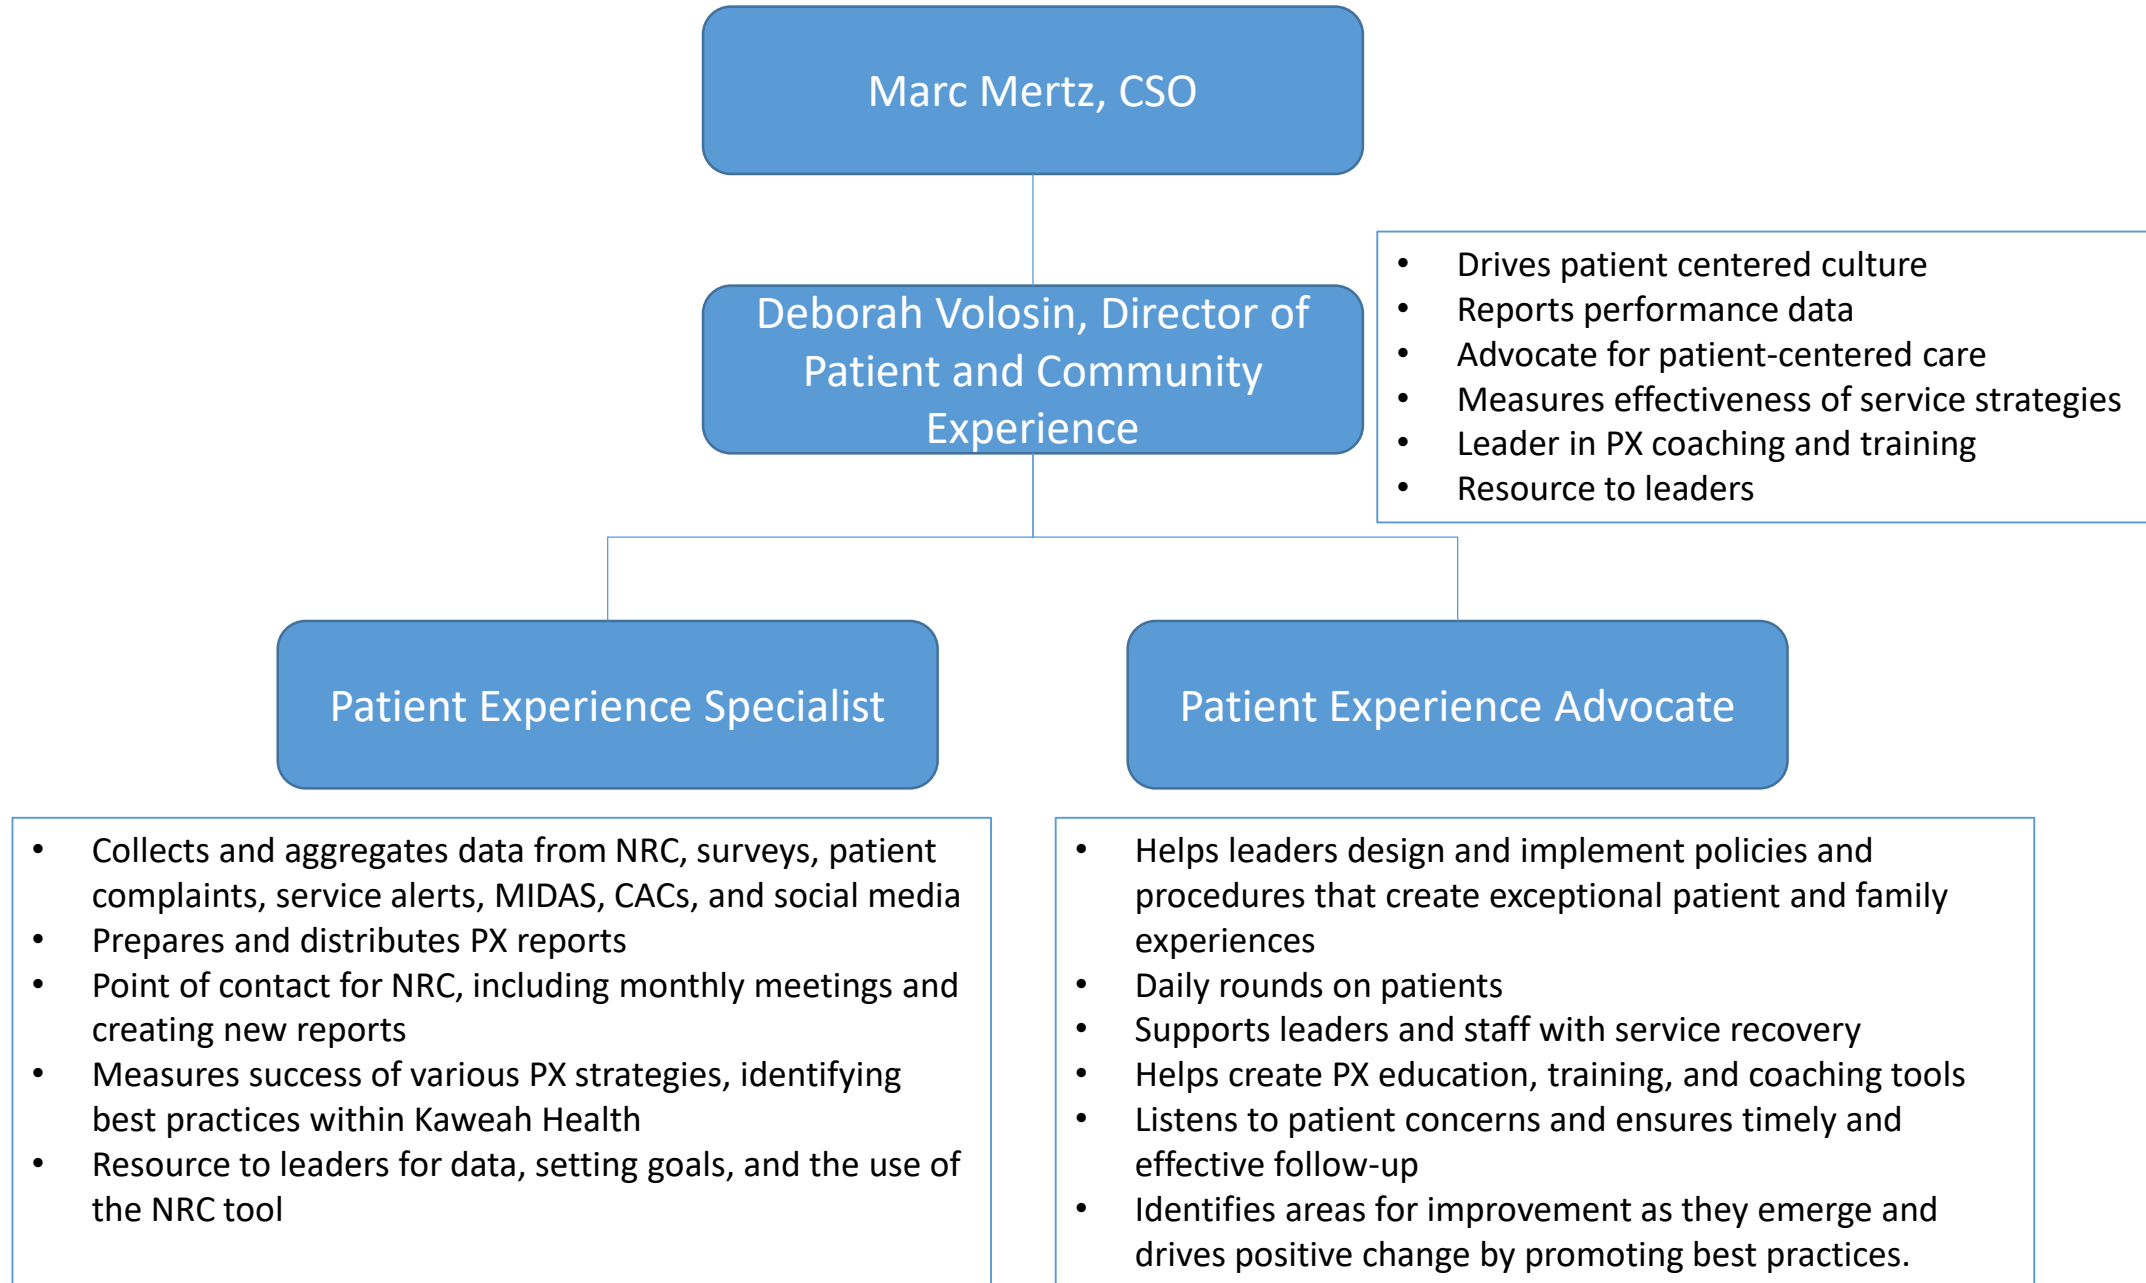 Marc Mertz, CSO
Deborah Volosin, Director of
Patient and Community
Experience
• Drives patient centered culture
• Reports performance data
• Advocate for patient-centered care
• Measures effectiveness of service strategies
• Leader in PX coaching and training
• Resource to leaders
Patient Experience Specialist
Patient Experience Advocate
• Collects and aggregates data from NRC, surveys, patient
complaints, service alerts, MIDAS, CACs, and social media
• Prepares and distributes PX reports
• Point of contact for NRC, including monthly meetings and
creating new reports
• Measures success of various PX strategies, identifying
best practices within Kaweah Health
• Resource to leaders for data, setting goals, and the use of
the NRC tool
• Helps leaders design and implement policies and
procedures that create exceptional patient and family
experiences
• Daily rounds on patients
• Supports leaders and staff with service recovery
• Helps create PX education, training, and coaching tools
• Listens to patient concerns and ensures timely and
effective follow-up
• Identifies areas for improvement as they emerge and
drives positive change by promoting best practices.